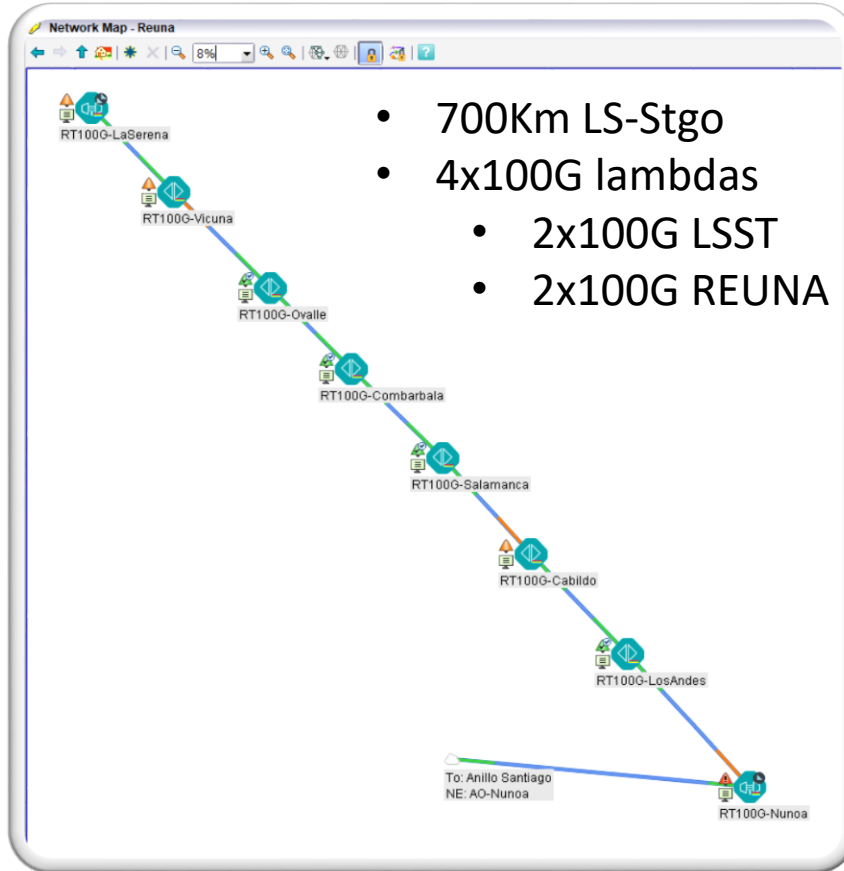 Network Map - Reuna
8%
• 700Km LS-Stgo
• 4x100G lambdas
• 2x100G LSST
• 2x100G REUNA
RT100G-LaSerena
RT100G-Vicuna
RT100G-Ovalle
RT100G-Combarbala
RT100G-Salamanca
RT100G-Cabildo
RT100G-LosAndes
To: Anillo Santiago
NE: AO-Nunoa
RT100G-Nunoa